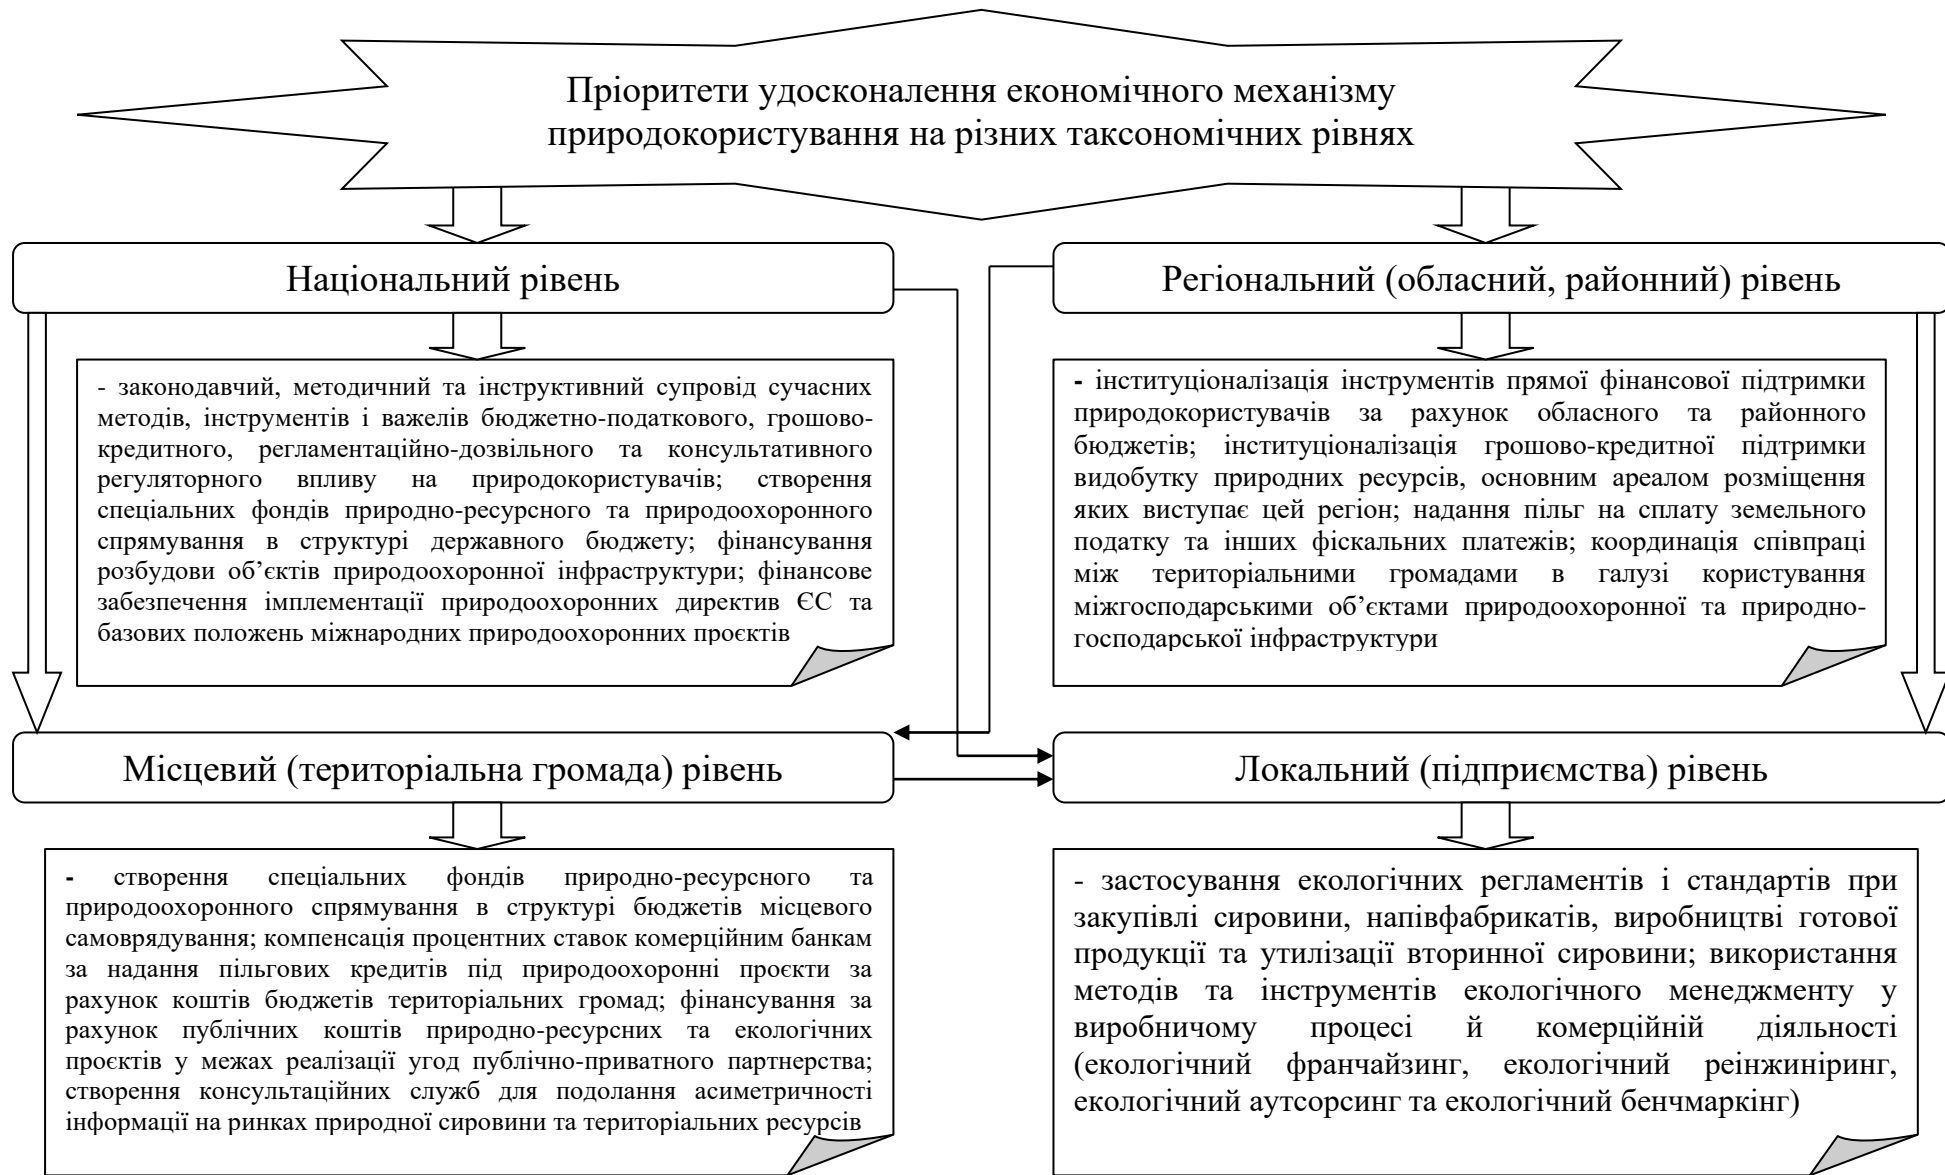 Пріоритети удосконалення економічного механізму
природокористування на різних таксономічних рівнях
Національний рівень
Регіональний (обласний, районний) рівень
- законодавчий, методичний та інструктивний супровід сучасних
методів, інструментів і важелів бюджетно-податкового, грошово-
кредитного, регламентаційно-дозвільного та консультативного
регуляторного впливу на природокористувачів; створення
спеціальних фондів природно-ресурсного та природоохоронного
спрямування в структурі державного бюджету; фінансування
розбудови об’єктів природоохоронної інфраструктури; фінансове
забезпечення імплементації природоохоронних директив ЄС та
базових положень міжнародних природоохоронних проєктів
- інституціоналізація інструментів прямої фінансової підтримки
природокористувачів за рахунок обласного та районного
бюджетів; інституціоналізація грошово-кредитної підтримки
видобутку природних ресурсів, основним ареалом розміщення
яких виступає цей регіон; надання пільг на сплату земельного
податку та інших фіскальних платежів; координація співпраці
між територіальними громадами в галузі користування
міжгосподарськими об’єктами природоохоронної та природно-
господарської інфраструктури
Місцевий (територіальна громада) рівень
Локальний (підприємства) рівень
- створення спеціальних фондів природно-ресурсного та
природоохоронного спрямування в структурі бюджетів місцевого
самоврядування; компенсація процентних ставок комерційним банкам
за надання пільгових кредитів під природоохоронні проєкти за
рахунок коштів бюджетів територіальних громад; фінансування за
рахунок публічних коштів природно-ресурсних та екологічних
проєктів у межах реалізації угод публічно-приватного партнерства;
створення консультаційних служб для подолання асиметричності
інформації на ринках природної сировини та територіальних ресурсів
- застосування екологічних регламентів і стандартів при
закупівлі сировини, напівфабрикатів, виробництві готової
продукції та утилізації вторинної сировини; використання
методів та інструментів екологічного менеджменту у
виробничому процесі й комерційній діяльності
(екологічний франчайзинг, екологічний реінжиніринг,
екологічний аутсорсинг та екологічний бенчмаркінг)